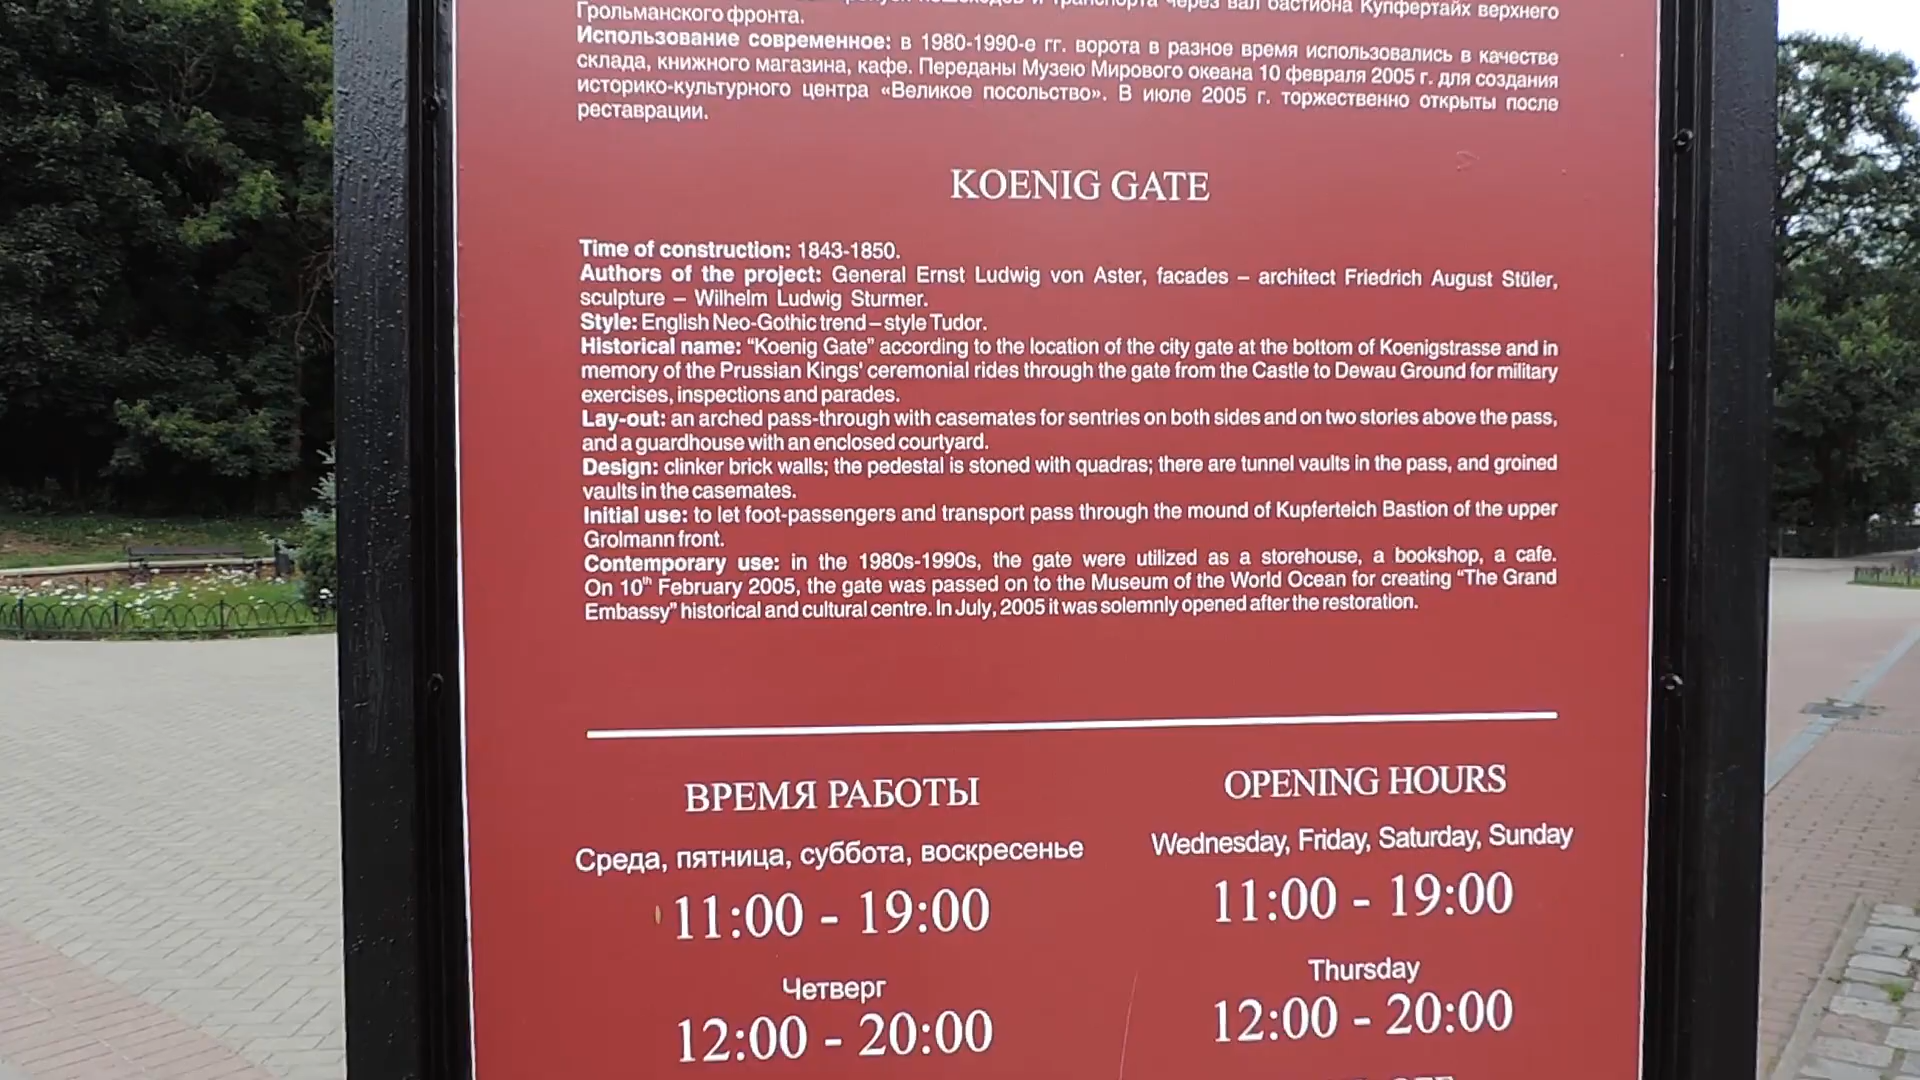 через вал бастиона Купфертайх верхнего
Грольманского фронта.
Использование современное: в 1980-1990-е гг. ворота в разное время использовались в качестве
склада, книжного магазина, кафе. Переданы Музею Мирового океана 10 февраля 2005 г. для создания
историко-культурного центра «Великое посольство». В июле 2005 г. торжественно открыты после
реставрации.
KOENIG GATE
Time of construction: 1843-1850.
Authors of the project: General Ernst Ludwig von Aster, facades – architect Friedrich August Stüler,
sculpture – Wilhelm Ludwig Sturmer.
Style: English Neo-Gothic trend – style Tudor.
Historical name: “Koenig Gate” according to the location of the city gate at the bottom of Koenigstrasse and in
memory of the Prussian Kings' ceremonial rides through the gate from the Castle to Dewau Ground for military
exercises, inspections and parades.
Lay-out: an arched pass-through with casemates for sentries on both sides and on two stories above the pass,
and a guardhouse with an enclosed courtyard.
Design: clinker brick walls; the pedestal is stoned with quadras; there are tunnel vaults in the pass, and groined
vaults in the casemates.
Initial use: to let foot-passengers and transport pass through the mound of Kupferteich Bastion of the upper
Grolmann front.
Contemporary use: in the 1980s-1990s, the gate were utilized as a storehouse, a bookshop, a cafe.
On 10th February 2005, the gate was passed on to the Museum of the World Ocean for creating “The Grand
Embassy” historical and cultural centre. In July, 2005 it was solemnly opened after the restoration.
ВРЕМЯ РАБОТЫ
Среда, пятница, суббота, воскресенье
11:00 - 19:00
Четверг
12:00 - 20:00
OPENING HOURS
Wednesday, Friday, Saturday, Sunday
11:00 - 19:00
Thursday
12:00 - 20:00